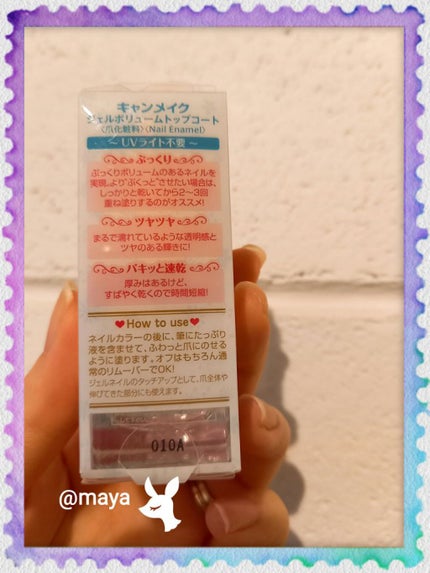 キャンメイク
ジェルボリュームトップコート
〈爪化粧料〉〈Nail Enamel〉
～ UVライト不要 ～
ぷっくり
ぷっくりボリュームのあるネイルを
実現♪より“ぷくっと”させたい場合は、
しっかりと乾いてから2～3回
重ね塗りするのがオススメ!
ツヤツヤ
まるで濡れているような透明感と
ツヤのある輝きに!
パキッと速乾
厚みはあるけど、
すばやく乾くので時間短縮!
♥How to use♥
ネイルカラーの後に、筆にたっぷり
液を含ませて、ふわっと爪にのせる
ように塗ります。オフはもちろん通
常のリムーバーでOK!
ジェルネイルのタッチアップとして、爪全体や
伸びてきた部分にも使えます。
010A
@maya